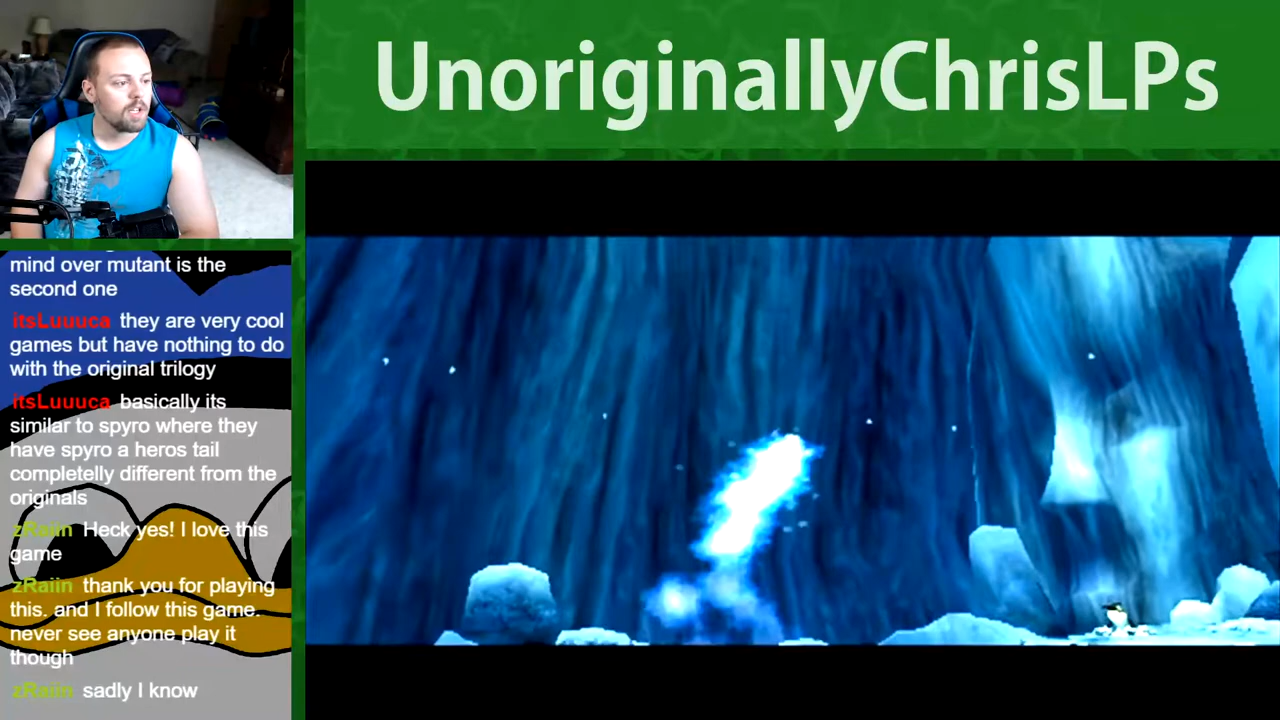 UnoriginallyChrisLPs
mind over mutant is the
second one
itsLuuuca they are very cool
games but have nothing to do
with the original trilogy
itsLuuuca basically its
similar to spyro where they
have spyro a heros tail
completelly different from the
originals
zRaiin Heck yes! I love this
game
zRaiin thank you for playing
this. and I follow this game.
never see anyone play it
though
zRaiin sadly I know